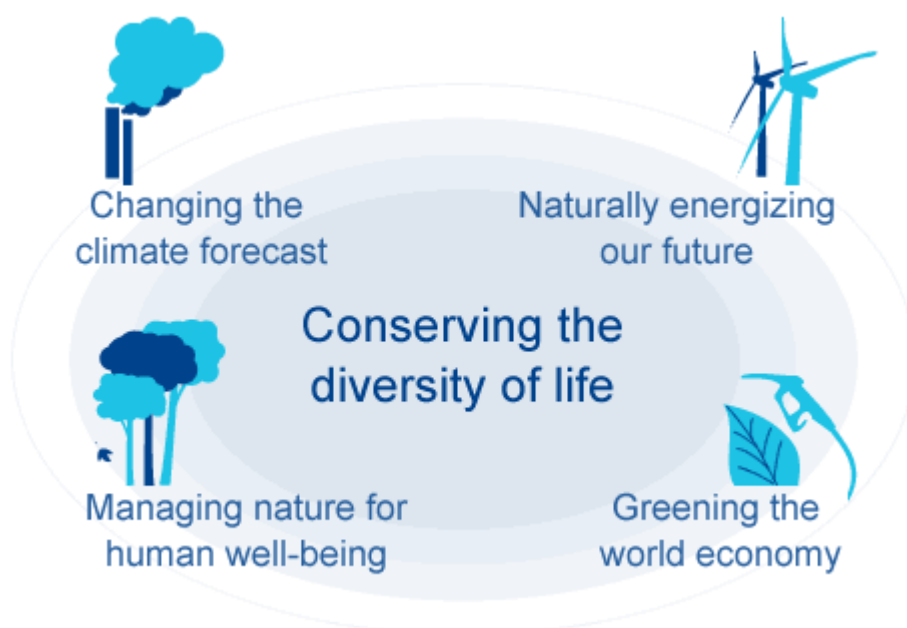 Changing the
climate forecast
Naturally energizing
our future
Conserving the
diversity of life
Managing nature for
human well-being
Greening the
world economy